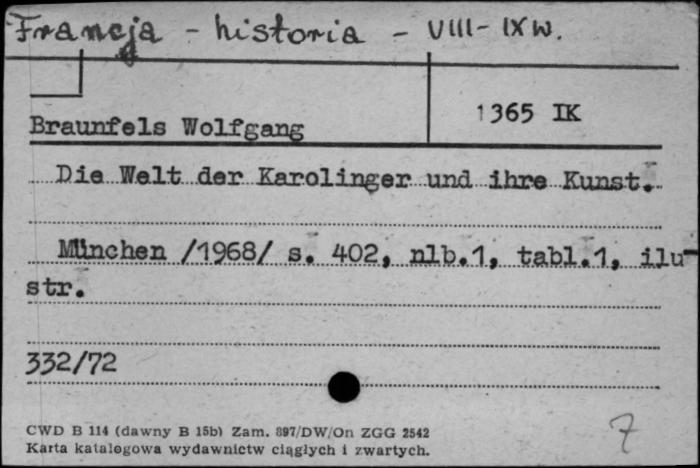 Francja - historia - VIII - IX w.
1365 IK
Braunfels Wolfgang
Die Welt der Karolinger und ihre Kunst.
München /1968/ s. 402, nlb.1, tabl.1, ilu-
str.
332/72
CWD B 114 (dawny B 15b) Zam. 897/DW/On ZGG 2542
Karta katalogowa wydawnictw ciągłych i zwartych.
7